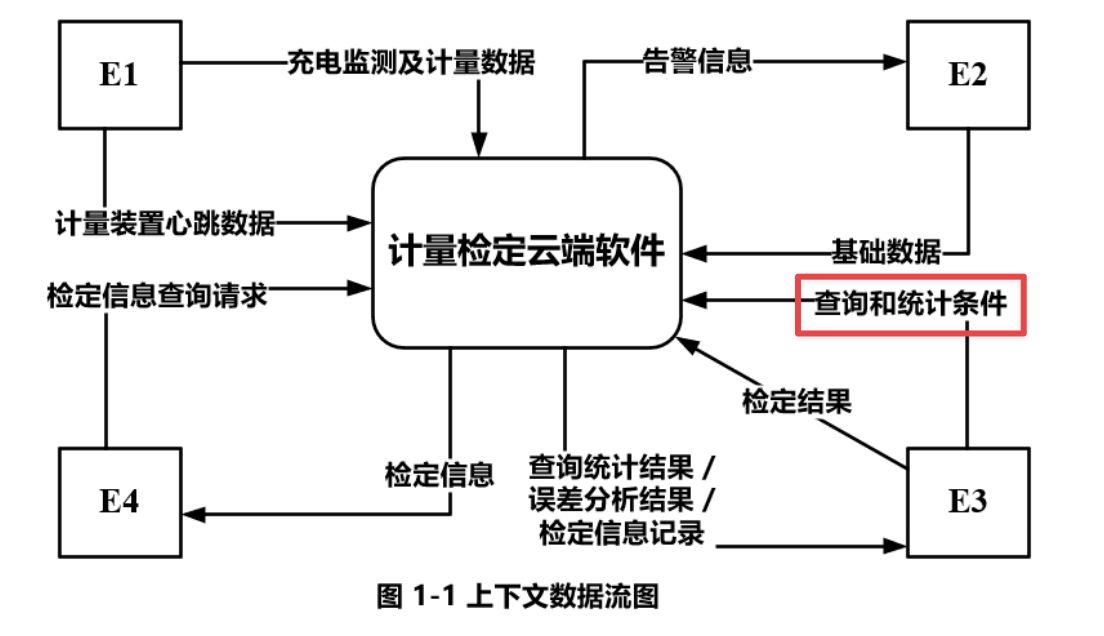 E1
充电监测及计量数据
告警信息
E2
计量装置心跳数据
计量检定云端软件
基础数据
检定信息查询请求
查询和统计条件
检定结果
E4
检定信息
查询统计结果 /
误差分析结果 /
检定信息记录
E3
图 1-1 上下文数据流图